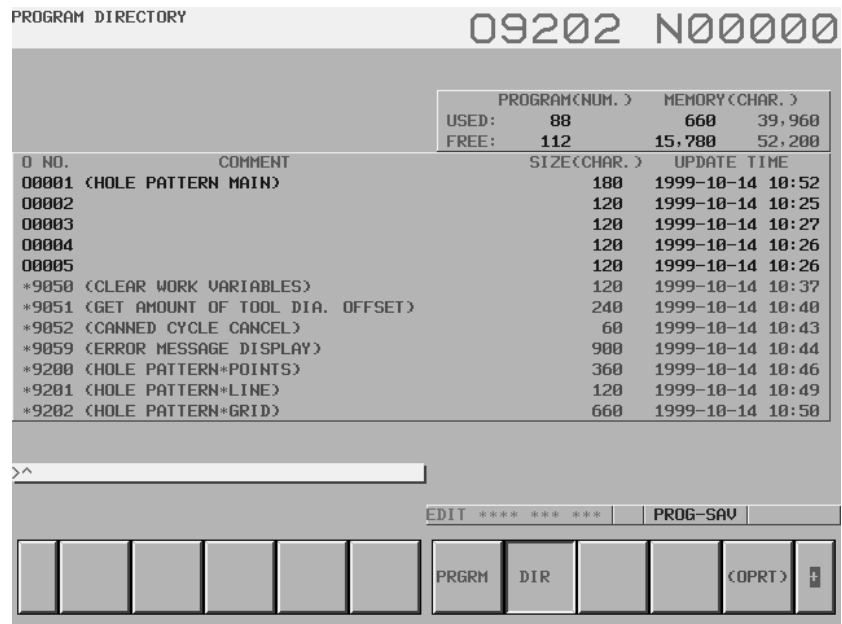 PROGRAM DIRECTORY
O9202 N00000
PROGRAM(NUM.) MEMORY(CHAR.)
USED: 88 660 39,960
FREE: 112 15,780 52,200
O NO. COMMENT SIZE(CHAR.) UPDATE TIME
O0001 (HOLE PATTERN MAIN) 180 1999-10-14 10:52
O0002 120 1999-10-14 10:25
O0003 120 1999-10-14 10:27
O0004 120 1999-10-14 10:26
O0005 120 1999-10-14 10:26
*9050 (CLEAR WORK VARIABLES) 120 1999-10-14 10:37
*9051 (GET AMOUNT OF TOOL DIA. OFFSET) 240 1999-10-14 10:40
*9052 (CANNED CYCLE CANCEL) 60 1999-10-14 10:43
*9059 (ERROR MESSAGE DISPLAY) 900 1999-10-14 10:44
*9200 (HOLE PATTERN*POINTS) 360 1999-10-14 10:46
*9201 (HOLE PATTERN*LINE) 120 1999-10-14 10:49
*9202 (HOLE PATTERN*GRID) 660 1999-10-14 10:50
>^
EDIT **** *** *** PROG-SAV
PRGRM DIR (OPRT) +